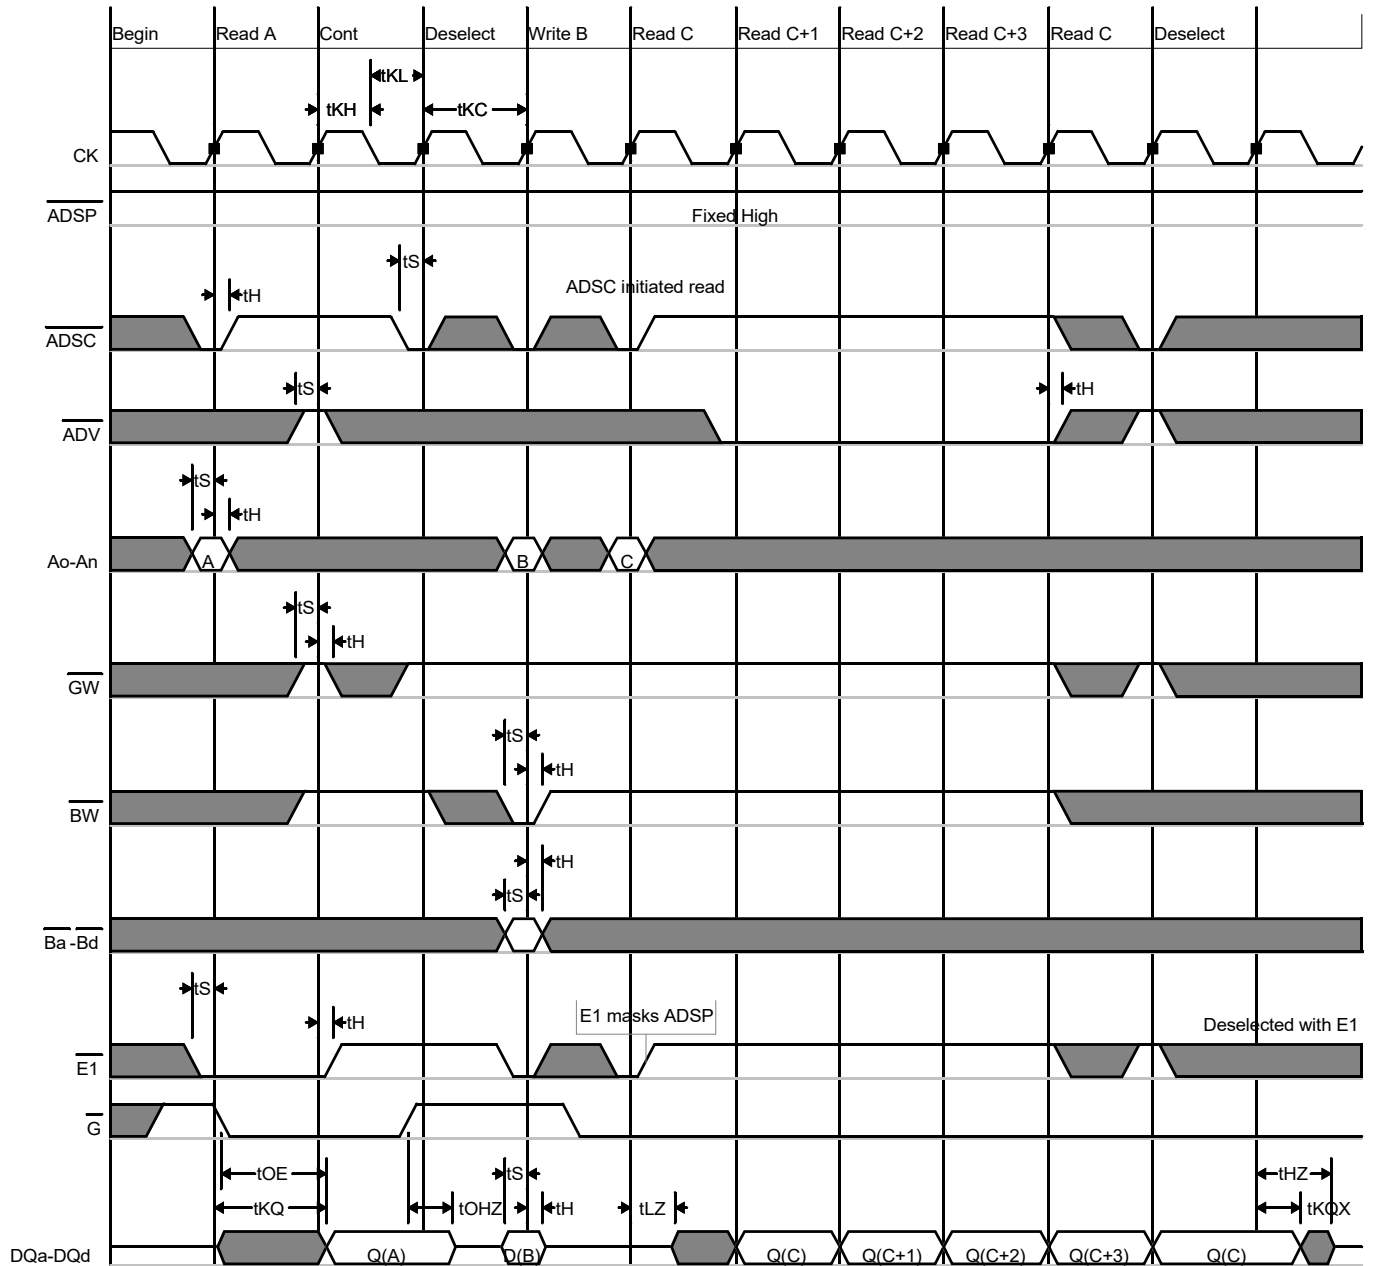 Begin Read A Cont Deselect Write B Read C Read C+1 Read C+2 Read C+3 Read C Deselect
tKL
tKH tKC
CK
ADSP Fixed High
tS
ADSC initiated read
tH
ADSC
tS tH
ADV
tS
tH
Ao-An A B C
tS
tH
GW
tS
tH
BW
tH
tS
Ba-Bd
tS
E1 masks ADSP
tH Deselected with E1
E1
G
tOE tS tHZ
tKQ tOHZ tH tLZ tKQX
DQa-DQd Q(A) D(B) Q(C) Q(C+1) Q(C+2) Q(C+3) Q(C)